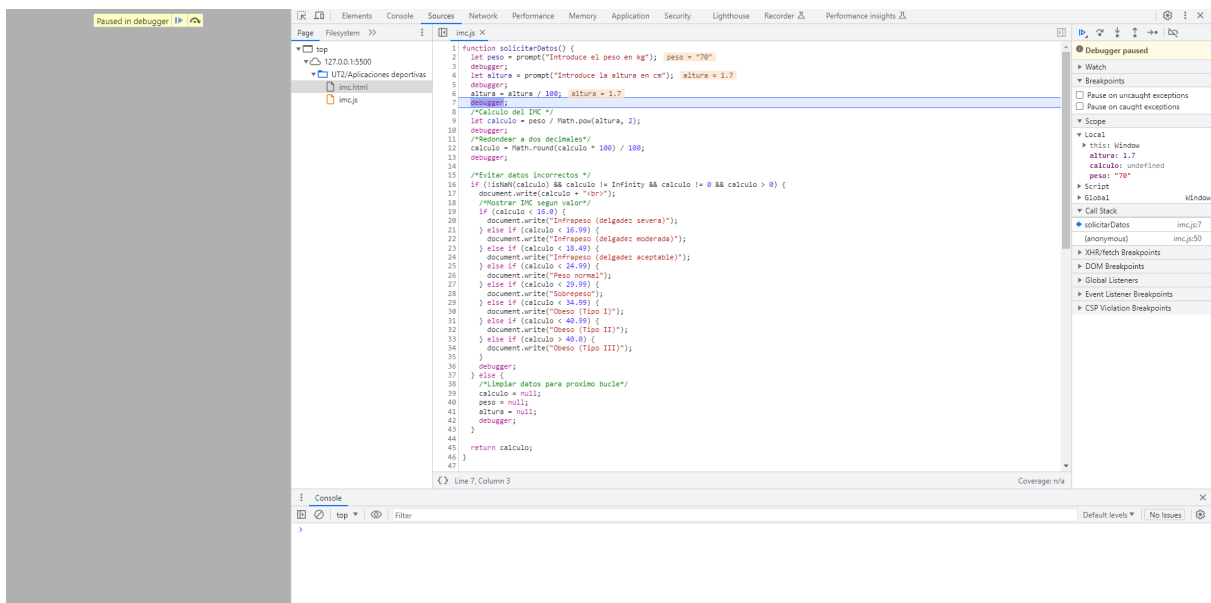 Paused in debugger
Elements Console Sources Network Performance Memory Application Security Lighthouse Recorder Performance insights
Page Filesystem >>
imc.js ×
top
127.0.0.1:5500
UT2/Aplicaciones deportivas
imc.html
imc.js
1 function solicitarDatos() {
2 let peso = prompt("Introduce el peso en kg"); peso = "70"
3 debugger;
4 let altura = prompt("Introduce la altura en cm"); altura = 1.7
5 debugger;
6 altura = altura / 100; altura = 1.7
7 debugger;
8 /*Calculo del IMC */
9 let calculo = peso / Math.pow(altura, 2);
10 debugger;
11 /*Redondear a dos decimales*/
12 calculo = Math.round(calculo * 100) / 100;
13 debugger;
14
15 /*Evitar datos incorrectos */
16 if (!isNaN(calculo) && calculo != Infinity && calculo != 0 && calculo > 0) {
17 document.write(calculo + "<br>");
18 /*Mostrar IMC segun valor*/
19 if (calculo < 16.0) {
20 document.write("Infrapeso (delgadez severa)");
21 } else if (calculo < 16.99) {
22 document.write("Infrapeso (delgadez moderada)");
23 } else if (calculo < 18.49) {
24 document.write("Infrapeso (delgadez aceptable)");
25 } else if (calculo < 24.99) {
26 document.write("Peso normal");
27 } else if (calculo < 29.99) {
28 document.write("Sobrepeso");
29 } else if (calculo < 34.99) {
30 document.write("Obeso (Tipo I)");
31 } else if (calculo < 40.99) {
32 document.write("Obeso (Tipo II)");
33 } else if (calculo > 40.0) {
34 document.write("Obeso (Tipo III)");
35 }
36 debugger;
37 } else {
38 /*Limpiar datos para proximo bucle*/
39 calculo = null;
40 peso = null;
41 altura = null;
42 debugger;
43 }
44
45 return calculo;
46 }
47
{} Line 7, Column 3 Coverage: n/a
Debugger paused
Watch
Breakpoints
Pause on uncaught exceptions
Pause on caught exceptions
Scope
Local
this: Window
altura: 1.7
calculo: undefined
peso: "70"
Script
Global Window
Call Stack
solicitarDatos imc.js:7
(anonymous) imc.js:50
XHR/fetch Breakpoints
DOM Breakpoints
Global Listeners
Event Listener Breakpoints
CSP Violation Breakpoints
Console ×
top Filter Default levels No Issues
>